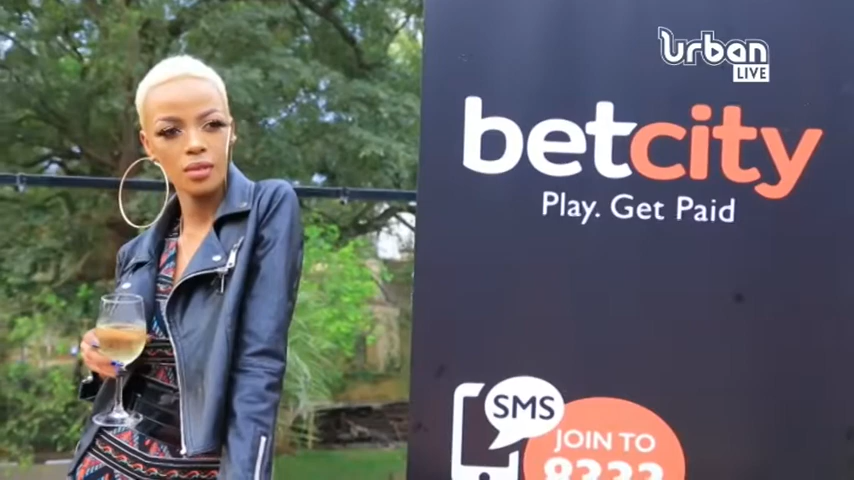 Urban
LIVE
betcity
Play. Get Paid
SMS
JOIN TO